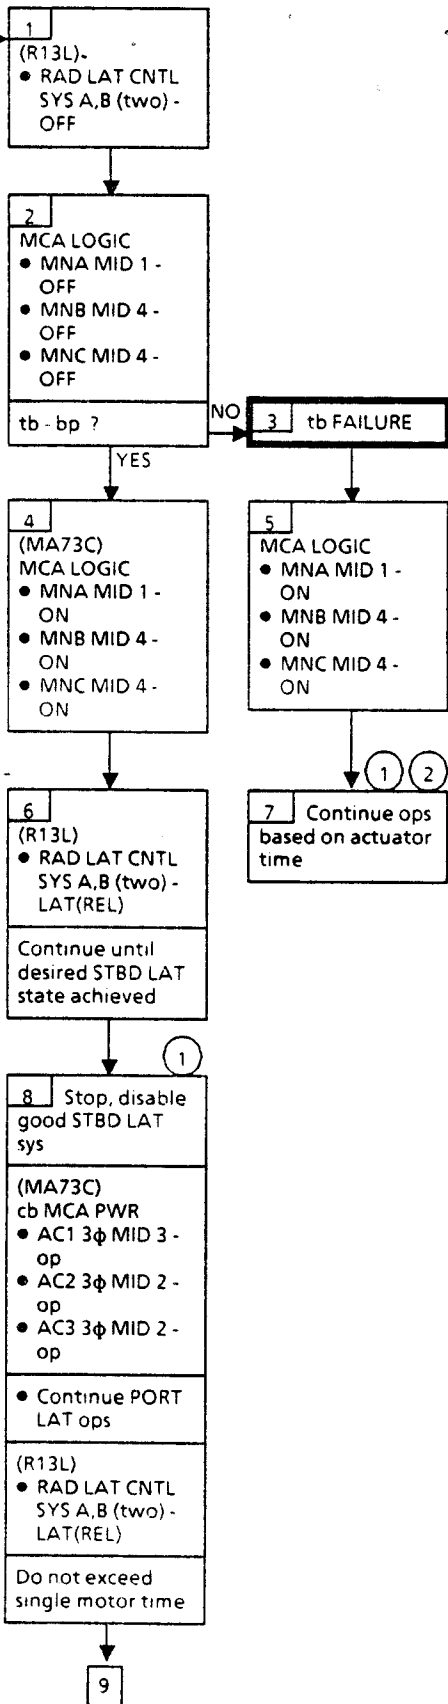 1
(R13L)-
• RAD LAT CNTL
SYS A,B (two) -
OFF
2
MCA LOGIC
• MNA MID 1 -
OFF
• MNB MID 4 -
OFF
• MNC MID 4 -
OFF
tb - bp ?
NO
3 tb FAILURE
YES
4
(MA73C)
MCA LOGIC
• MNA MID 1 -
ON
• MNB MID 4 -
ON
• MNC MID 4 -
ON
5
MCA LOGIC
• MNA MID 1 -
ON
• MNB MID 4 -
ON
• MNC MID 4 -
ON
6
(R13L)
• RAD LAT CNTL
SYS A,B (two) -
LAT(REL)
Continue until
desired STBD LAT
state achieved
1 2
7 Continue ops
based on actuator
time
1
8 Stop, disable
good STBD LAT
sys
(MA73C)
cb MCA PWR
• AC1 3ϕ MID 3 -
op
• AC2 3ϕ MID 2 -
op
• AC3 3ϕ MID 2 -
op
• Continue PORT
LAT ops
(R13L)
• RAD LAT CNTL
SYS A,B (two) -
LAT(REL)
Do not exceed
single motor time
9